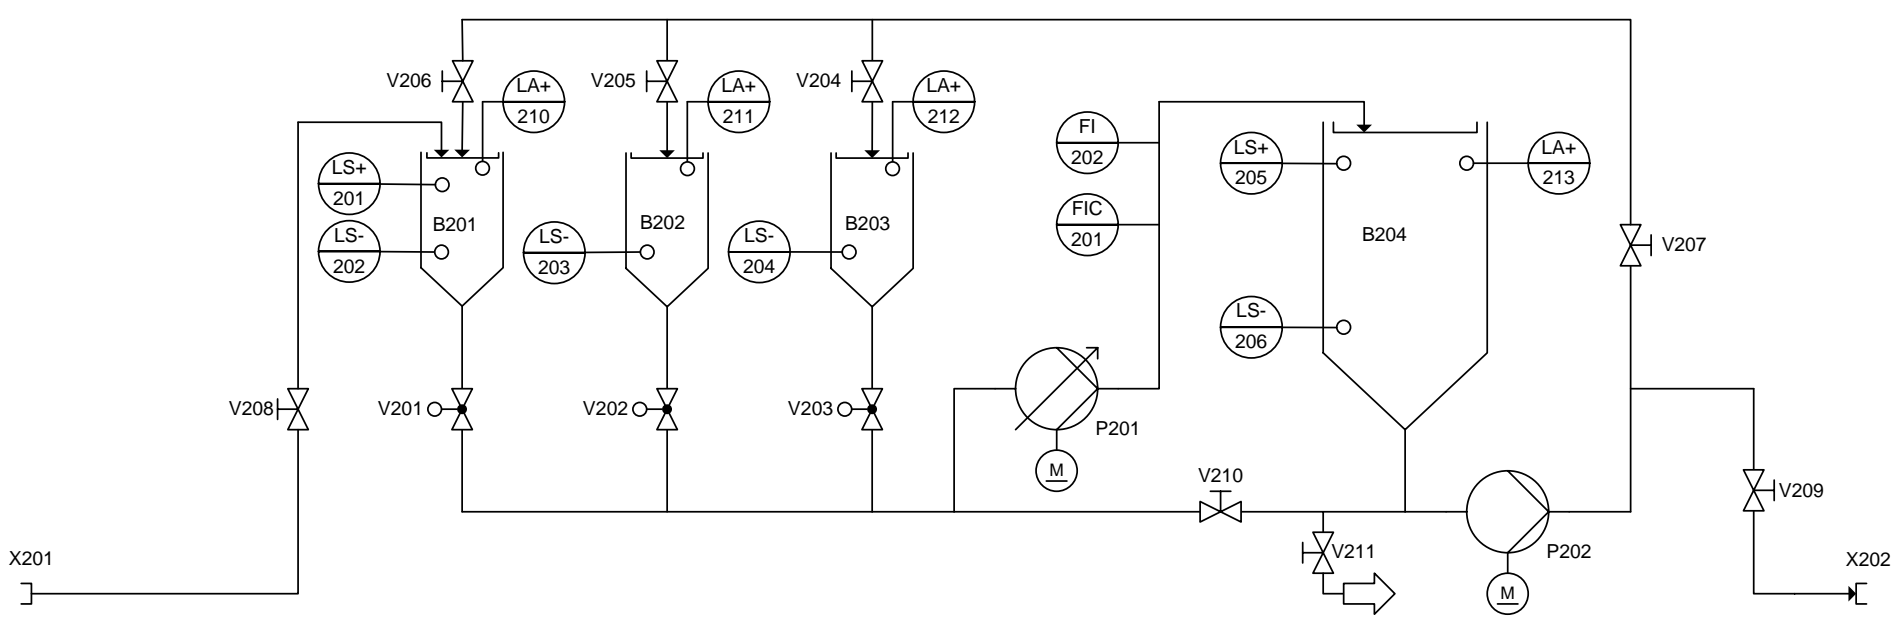 V206
LA+
210
V205
LA+
211
V204
LA+
212
FI
202
LS+
205
LA+
213
LS+
201
B201
LS-
202
B202
LS-
203
B203
LS-
204
FIC
201
B204
V207
LS-
206
V208
V201
V202
V203
P201
M
V210
V209
X201
V211
P202
M
X202